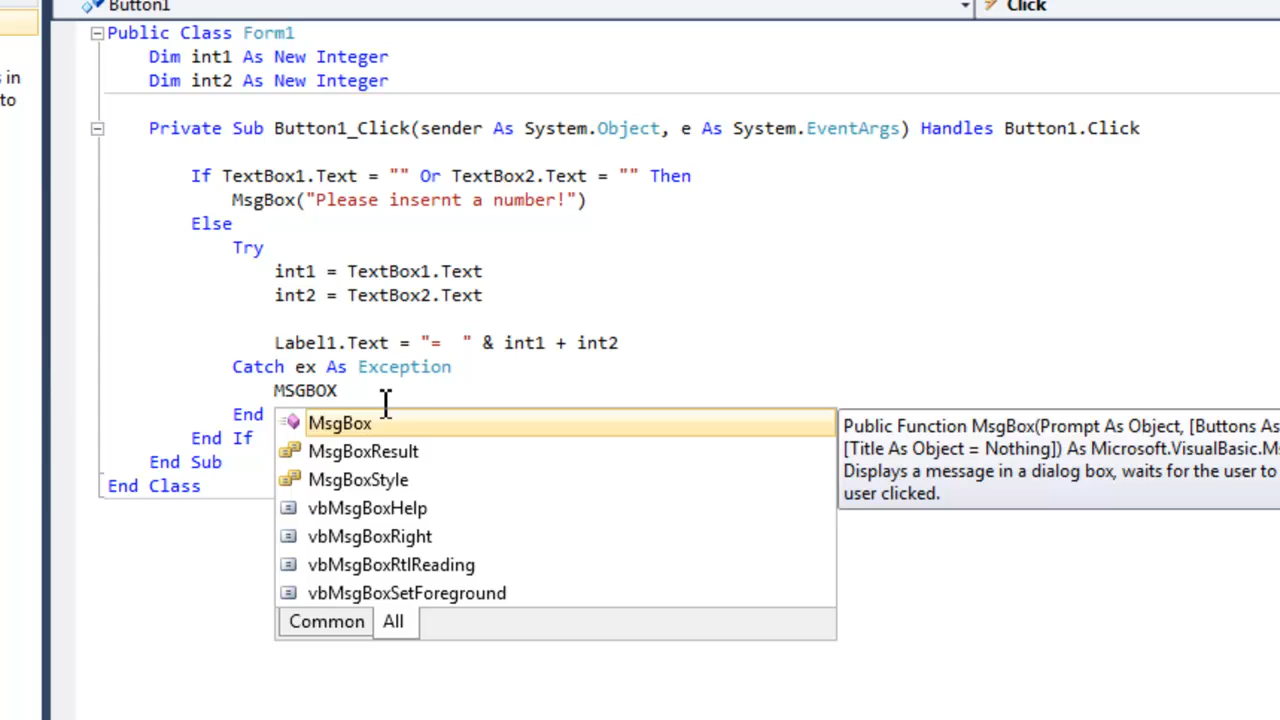 Button1
Click
s in
to
Public Class Form1
Dim int1 As New Integer
Dim int2 As New Integer
Private Sub Button1_Click(sender As System.Object, e As System.EventArgs) Handles Button1.Click
If TextBox1.Text = "" Or TextBox2.Text = "" Then
MsgBox("Please insernt a number!")
Else
Try
int1 = TextBox1.Text
int2 = TextBox2.Text
Label1.Text = "=  " & int1 + int2
Catch ex As Exception
MSGBOX
End
End If
End Sub
End Class
MsgBox
MsgBoxResult
MsgBoxStyle
vbMsgBoxHelp
vbMsgBoxRight
vbMsgBoxRtlReading
vbMsgBoxSetForeground
Common All
Public Function MsgBox(Prompt As Object, [Buttons As
[Title As Object = Nothing]) As Microsoft.VisualBasic.Ms
Displays a message in a dialog box, waits for the user to
user clicked.